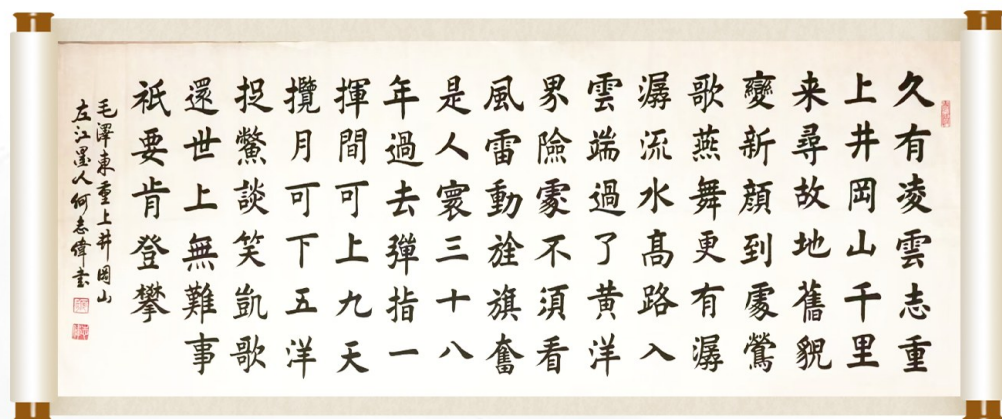 久有凌雲志重
上井岡山千里
来尋故地舊貌
變新顔到處鶯
歌燕舞更有潺
潺流水髙路入
雲端過了黄洋
界險處不須看
風雷動旌旗奮
是人寰三十八
年過去彈指一
揮間可上九天
攬月可下五洋
捉鱉談笑凱歌
還世上無難事
祇要肯登攀
毛澤東重上井岡山
左江墨人何志偉書